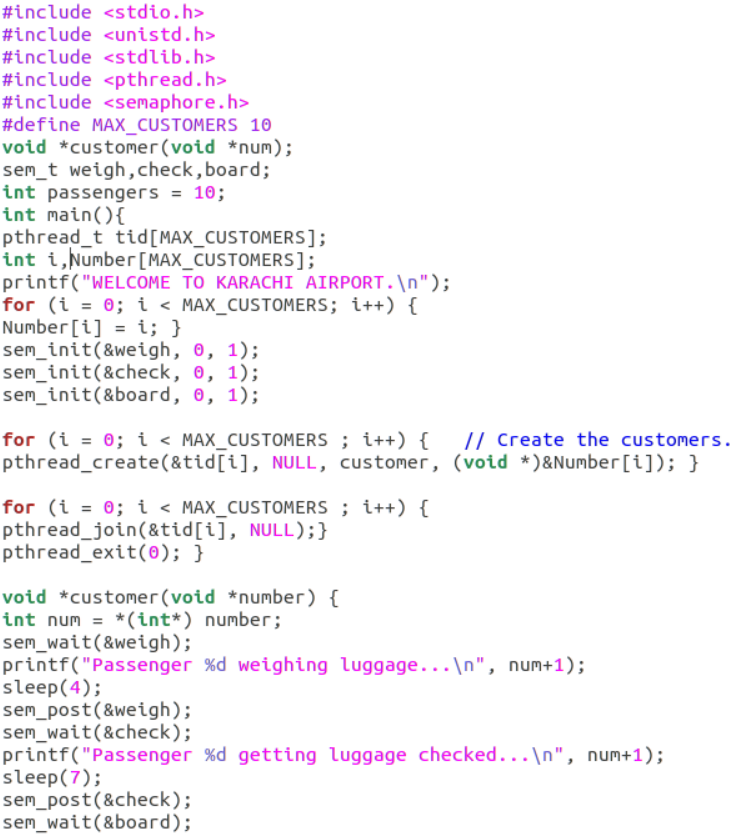 #include <stdio.h>
#include <unistd.h>
#include <stdlib.h>
#include <pthread.h>
#include <semaphore.h>
#define MAX_CUSTOMERS 10
void *customer(void *num);
sem_t weigh,check,board;
int passengers = 10;
int main(){
pthread_t tid[MAX_CUSTOMERS];
int i,Number[MAX_CUSTOMERS];
printf("WELCOME TO KARACHI AIRPORT.\n");
for (i = 0; i < MAX_CUSTOMERS; i++) {
Number[i] = i; }
sem_init(&weigh, 0, 1);
sem_init(&check, 0, 1);
sem_init(&board, 0, 1);
for (i = 0; i < MAX_CUSTOMERS ; i++) {   // Create the customers.
pthread_create(&tid[i], NULL, customer, (void *)&Number[i]); }
for (i = 0; i < MAX_CUSTOMERS ; i++) {
pthread_join(&tid[i], NULL);}
pthread_exit(0); }
void *customer(void *number) {
int num = *(int*) number;
sem_wait(&weigh);
printf("Passenger %d weighing luggage...\n", num+1);
sleep(4);
sem_post(&weigh);
sem_wait(&check);
printf("Passenger %d getting luggage checked...\n", num+1);
sleep(7);
sem_post(&check);
sem_wait(&board);